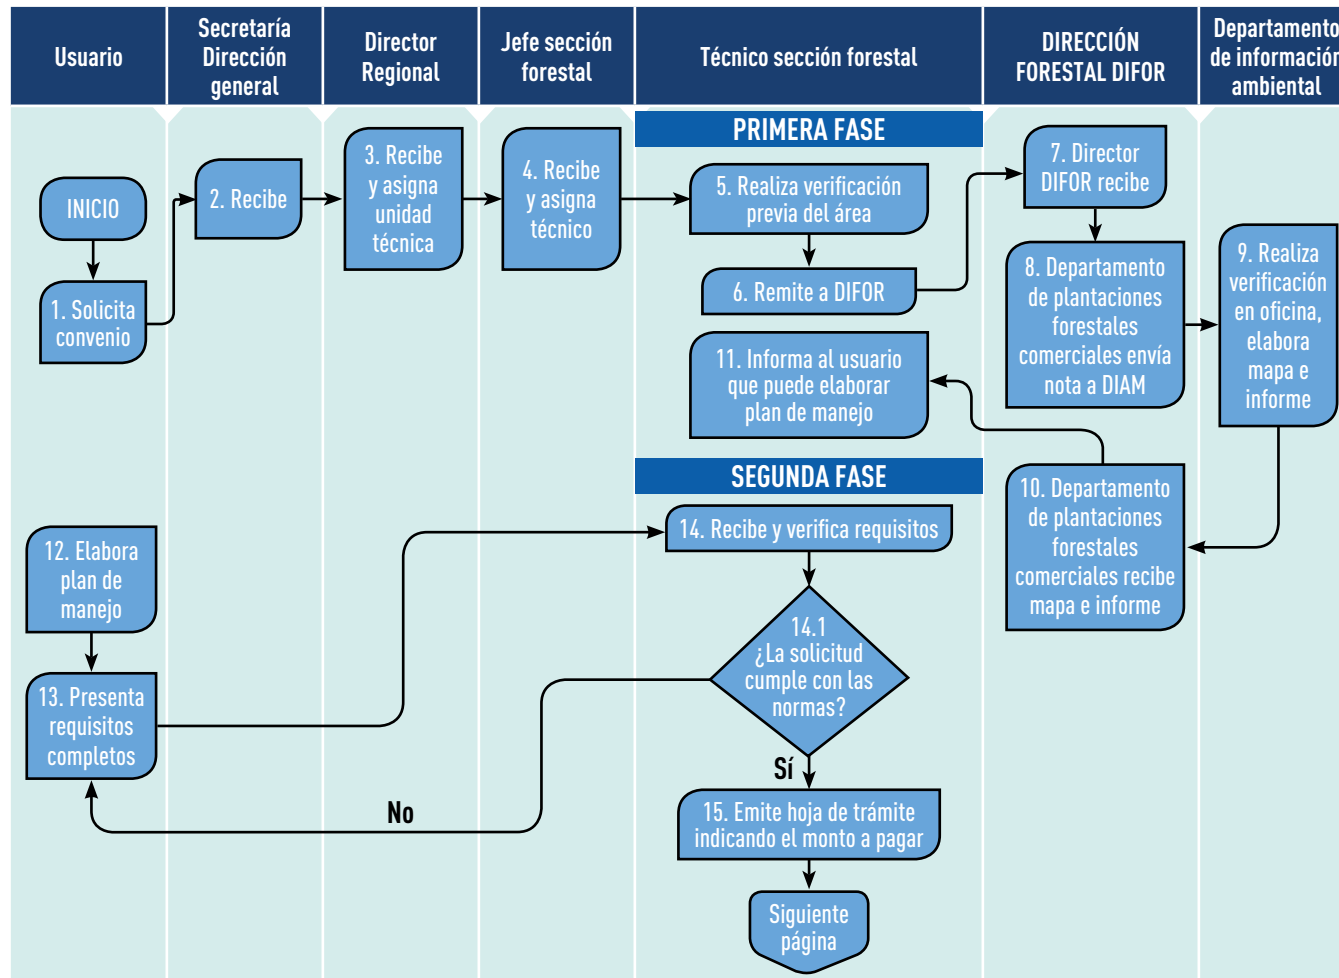 Usuario
Secretaría
Dirección
general
Director
Regional
Jefe sección
forestal
Técnico sección forestal
DIRECCIÓN
FORESTAL DIFOR
Departamento
de información
ambiental
PRIMERA FASE
INICIO
1. Solicita
convenio
2. Recibe
3. Recibe
y asigna
unidad
técnica
4. Recibe
y asigna
técnico
5. Realiza verificación
previa del área
6. Remite a DIFOR
7. Director
DIFOR recibe
8. Departamento
de plantaciones
forestales
comerciales envía
nota a DIAM
9. Realiza
verificación
en oficina,
elabora
mapa e
informe
10. Departamento
de plantaciones
forestales
comerciales recibe
mapa e informe
11. Informa al usuario
que puede elaborar
plan de manejo
SEGUNDA FASE
12. Elabora
plan de
manejo
13. Presenta
requisitos
completos
14. Recibe y verifica requisitos
14.1
¿La solicitud
cumple con las
normas?
No
Sí
15. Emite hoja de trámite
indicando el monto a pagar
Siguiente
página